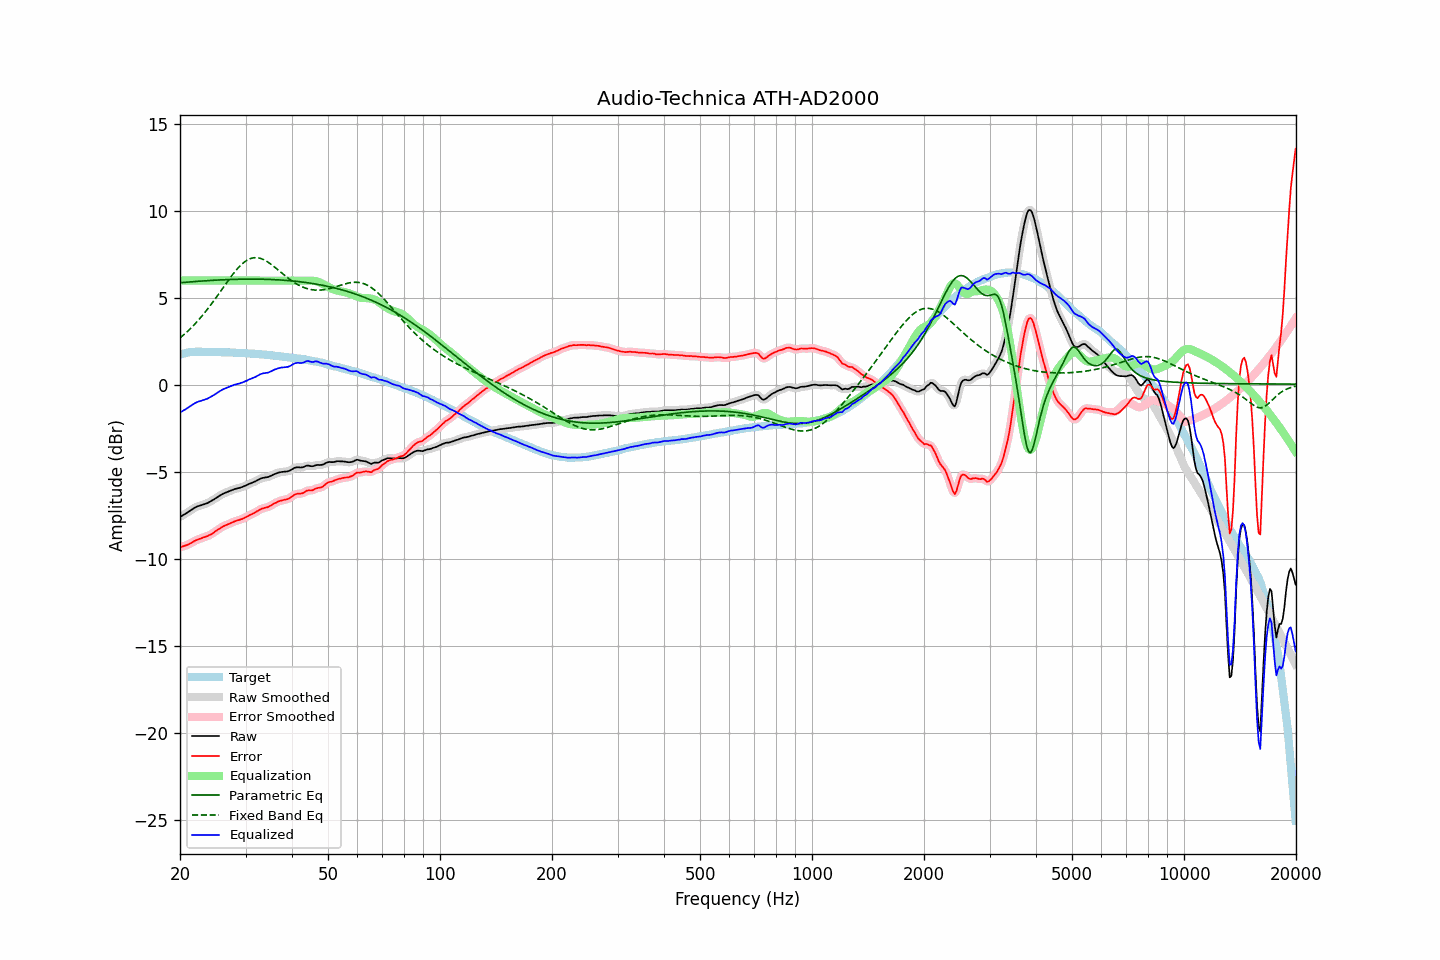 Audio-Technica ATH-AD2000
Amplitude (dBr)
15
10
5
0
−5
−10
−15
−20
−25
Target
Raw Smoothed
Error Smoothed
Raw
Error
Equalization
Parametric Eq
Fixed Band Eq
Equalized
20 50 100 200 500 1000 2000 5000 10000 20000
Frequency (Hz)